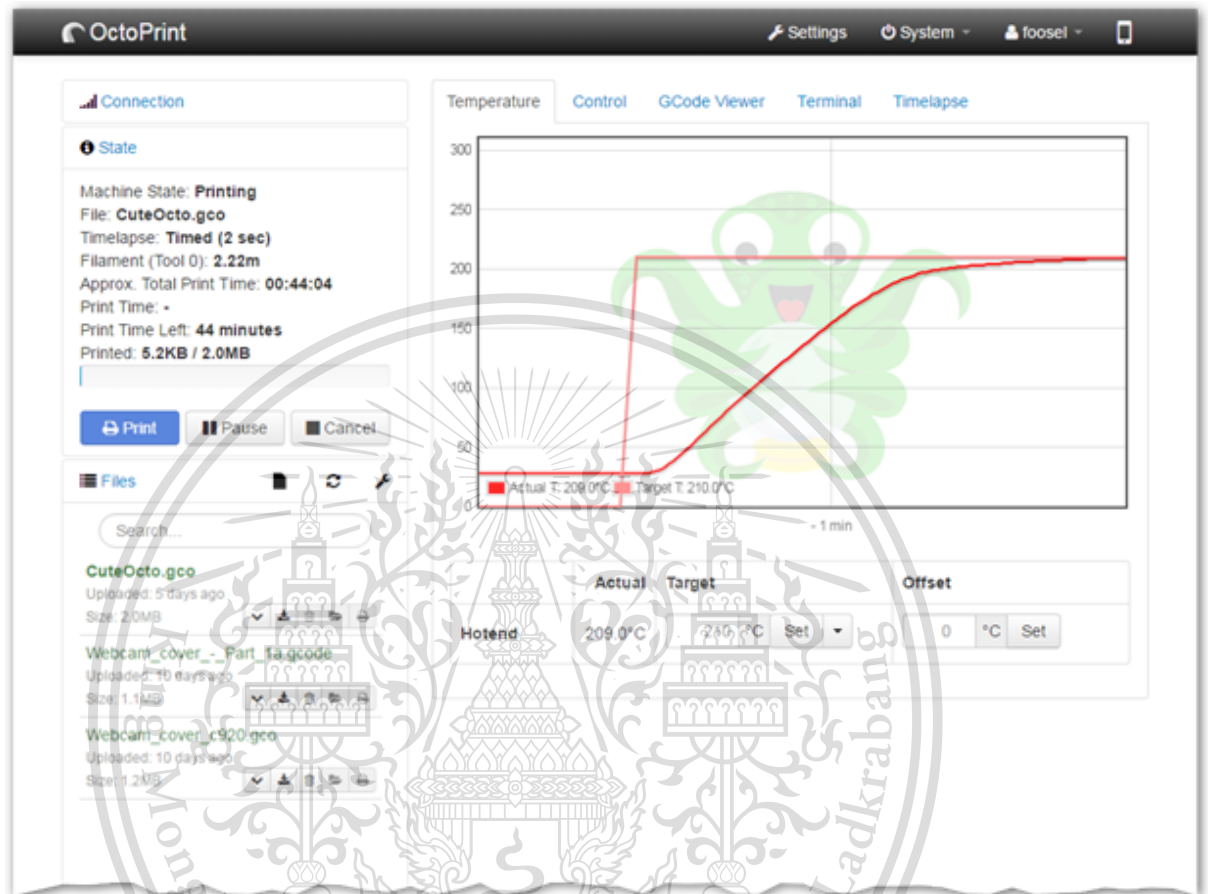 OctoPrint
Settings
System
foosel
Connection
State
Machine State: Printing
File: CuteOcto.gco
Timelapse: Timed (2 sec)
Filament (Tool 0): 2.22m
Approx. Total Print Time: 00:44:04
Print Time: -
Print Time Left: 44 minutes
Printed: 5.2KB / 2.0MB
Print
Pause
Cancel
Files
Search...
CuteOcto.gco
Uploaded: 5 days ago
Size: 2.0MB
Webcam_cover_-_Part_1a.gcode
Uploaded: 10 days ago
Size: 1.1MB
Webcam_cover_c920.gco
Uploaded: 10 days ago
Size: 1.2MB
Temperature
Control
GCode Viewer
Terminal
Timelapse
300
250
200
150
100
50
0
Actual T: 209.0°C
Target T: 210.0°C
- 1 min
Actual
Target
Offset
Hotend
209.0°C
210 °C
Set
0
°C
Set
Ladkrabang